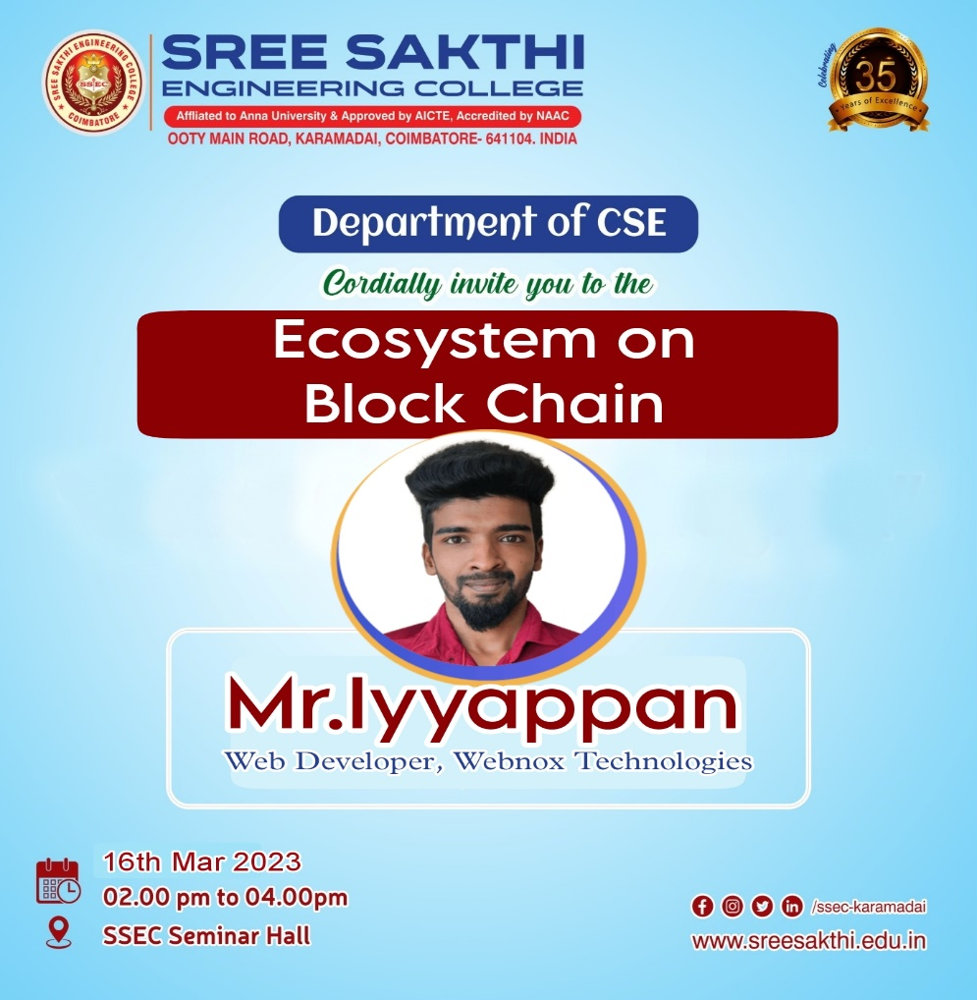 SREE SAKTHI ENGINEERING COLLEGE
SSEC
COIMBATORE
SREE SAKTHI
ENGINEERING COLLEGE
Affliated to Anna University & Approved by AICTE, Accredited by NAAC
OOTY MAIN ROAD, KARAMADAI, COIMBATORE- 641104. INDIA
Celebrating
35
Years of Excellence
Department of CSE
Cordially invite you to the
Ecosystem on
Block Chain
Mr.Iyyappan
Web Developer, Webnox Technologies
16th Mar 2023
02.00 pm to 04.00pm
SSEC Seminar Hall
/ssec-karamadai
www.sreesakthi.edu.in